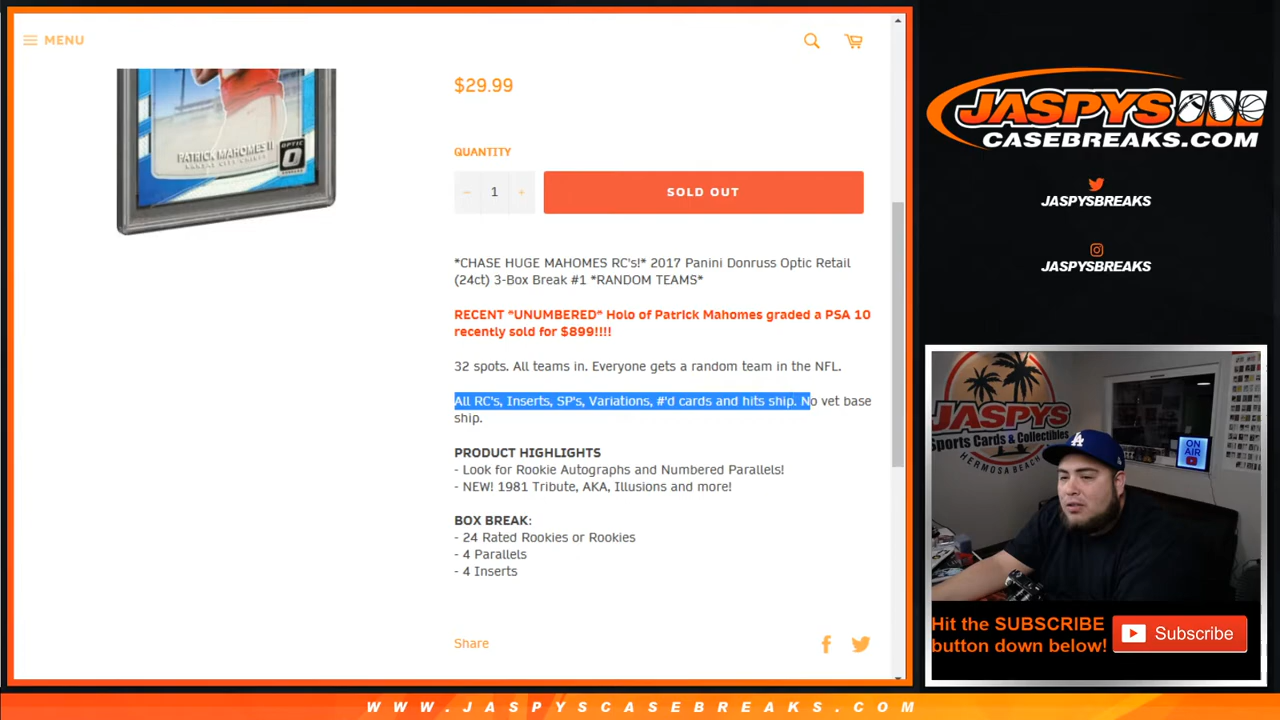 MENU
$29.99
PATRICK MAHOMES II
KANSAS CITY CHIEFS
OPTIC
QUANTITY
− 1 +
SOLD OUT
*CHASE HUGE MAHOMES RC's!* 2017 Panini Donruss Optic Retail
(24ct) 3-Box Break #1 *RANDOM TEAMS*
RECENT *UNUMBERED* Holo of Patrick Mahomes graded a PSA 10
recently sold for $899!!!!
32 spots. All teams in. Everyone gets a random team in the NFL.
All RC's, Inserts, SP's, Variations, #'d cards and hits ship. No vet base
ship.
PRODUCT HIGHLIGHTS
- Look for Rookie Autographs and Numbered Parallels!
- NEW! 1981 Tribute, AKA, Illusions and more!
BOX BREAK:
- 24 Rated Rookies or Rookies
- 4 Parallels
- 4 Inserts
Share
JASPYS
CASEBREAKS.COM
JASPYSBREAKS
JASPYSBREAKS
JASPY'S
Sports Cards & Collectibles
HERMOSA BEACH
ON
AIR
LA
Hit the SUBSCRIBE
button down below!
Subscribe
WWW.JASPYSCASEBREAKS.COM